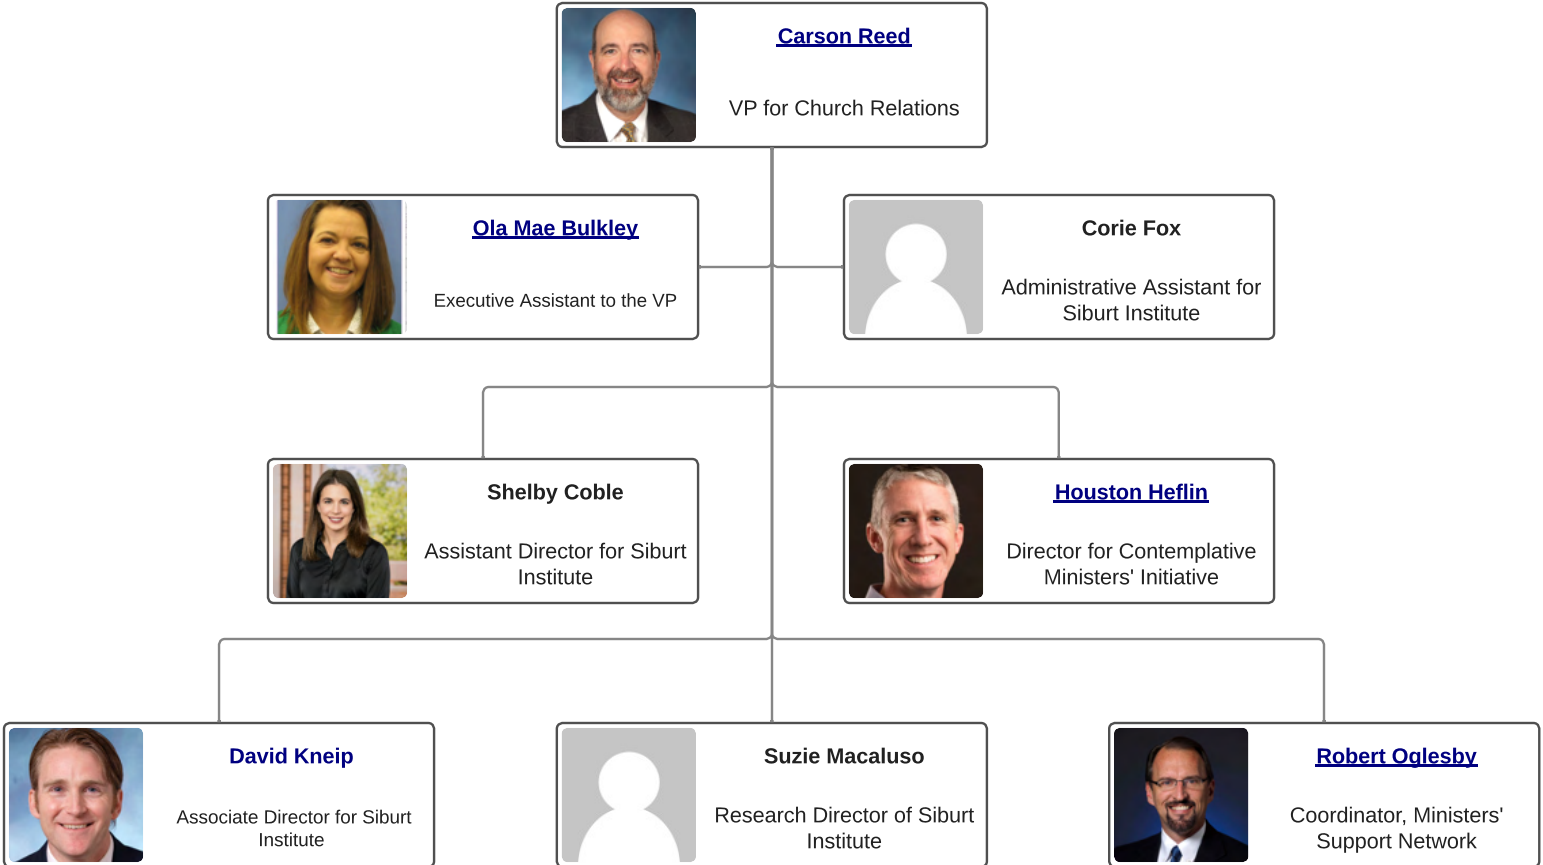 Carson Reed
VP for Church Relations
Ola Mae Bulkley
Executive Assistant to the VP
Corie Fox
Administrative Assistant for
Siburt Institute
Shelby Coble
Assistant Director for Siburt
Institute
Houston Heflin
Director for Contemplative
Ministers' Initiative
David Kneip
Associate Director for Siburt
Institute
Suzie Macaluso
Research Director of Siburt
Institute
Robert Oglesby
Coordinator, Ministers'
Support Network